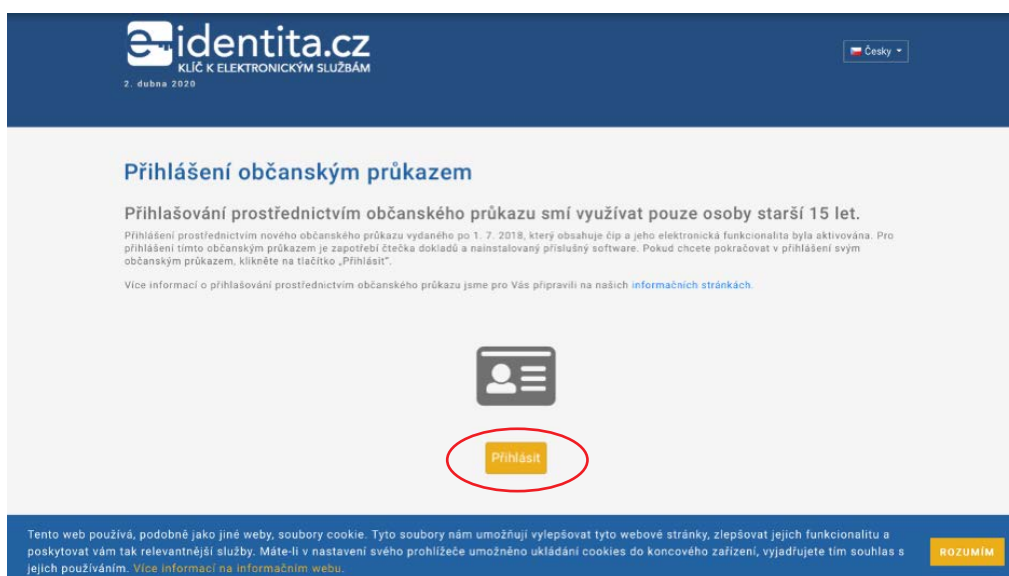 e-identita.cz
KLÍČ K ELEKTRONICKÝM SLUŽBÁM
2. dubna 2020
Česky
Přihlášení občanským průkazem
Přihlašování prostřednictvím občanského průkazu smí využívat pouze osoby starší 15 let.
Přihlášení prostřednictvím nového občanského průkazu vydaného po 1. 7. 2018, který obsahuje čip a jeho elektronická funkcionalita byla aktivována. Pro
přihlášení tímto občanským průkazem je zapotřebí čtečka dokladů a nainstalovaný příslušný software. Pokud chcete pokračovat v přihlášení svým
občanským průkazem, klikněte na tlačítko „Přihlásit“.
Více informací o přihlašování prostřednictvím občanského průkazu jsme pro Vás připravili na našich informačních stránkách.
Přihlásit
Tento web používá, podobně jako jiné weby, soubory cookie. Tyto soubory nám umožňují vylepšovat tyto webové stránky, zlepšovat jejich funkcionalitu a
poskytovat vám tak relevantnější služby. Máte-li v nastavení svého prohlížeče umožněno ukládání cookies do koncového zařízení, vyjadřujete tím souhlas s
jejich používáním. Více informací na informačním webu.
ROZUMÍM